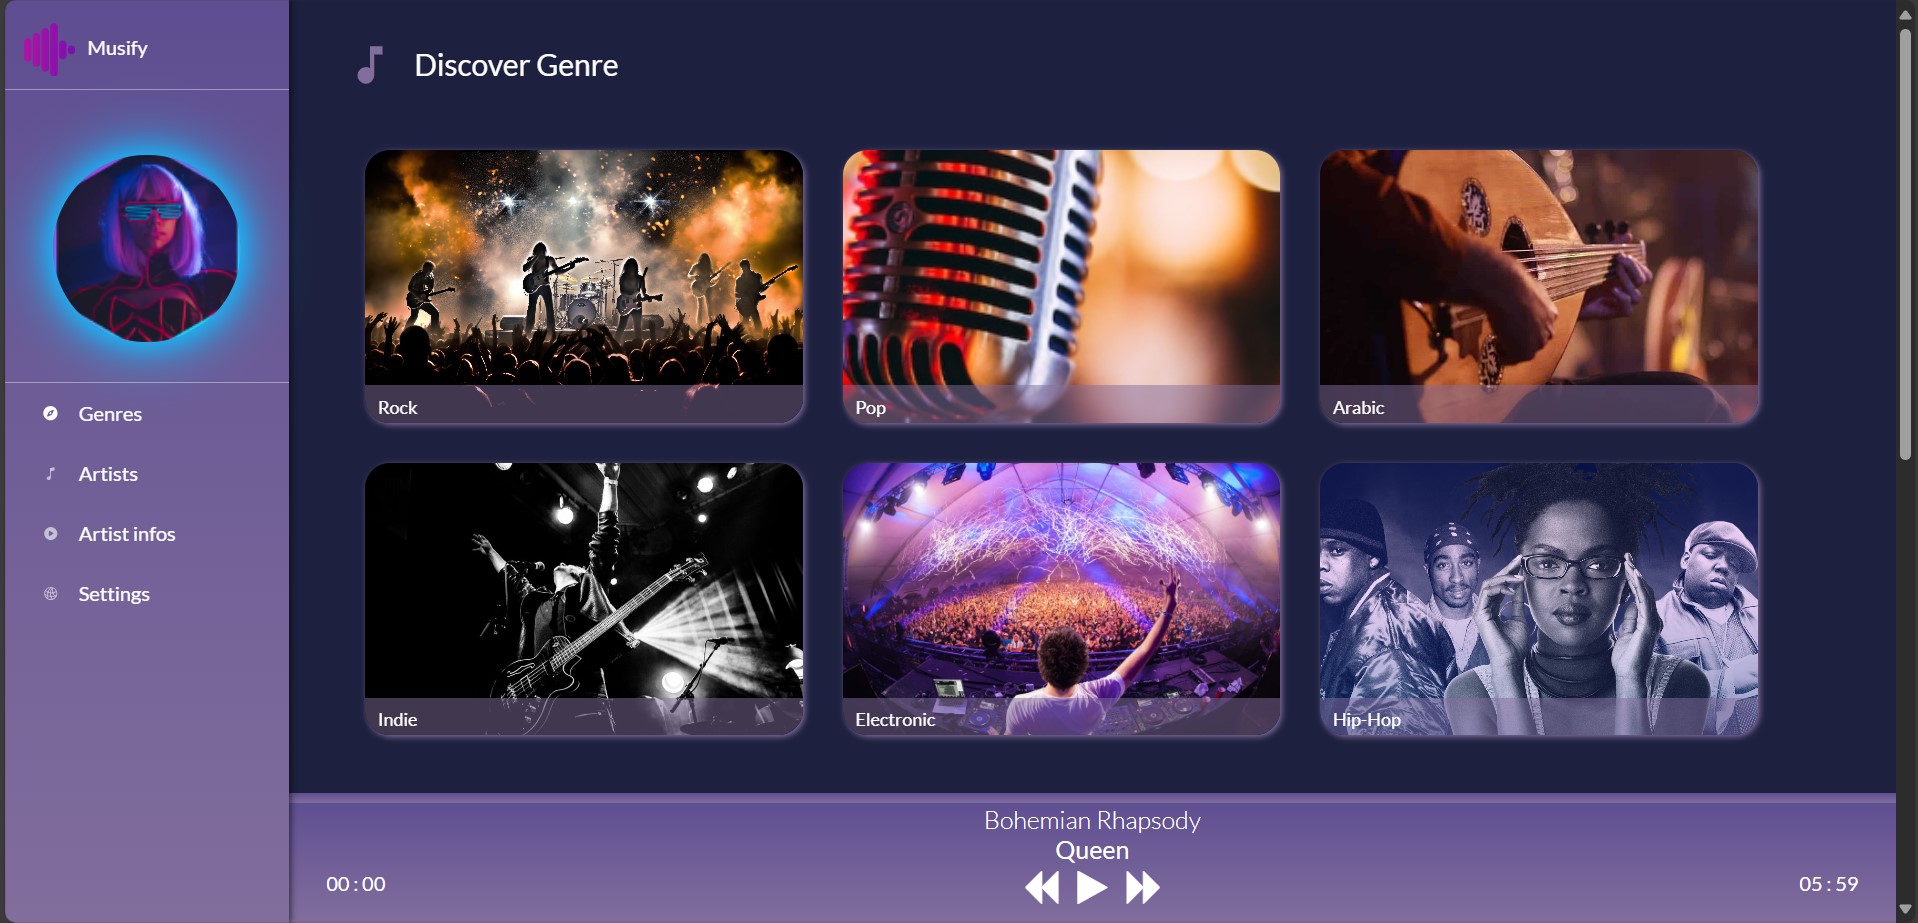 Musify
Genres
Artists
Artist infos
Settings
Discover Genre
Rock
Pop
Arabic
Indie
Electronic
Hip-Hop
Bohemian Rhapsody
Queen
00 : 00
05 : 59